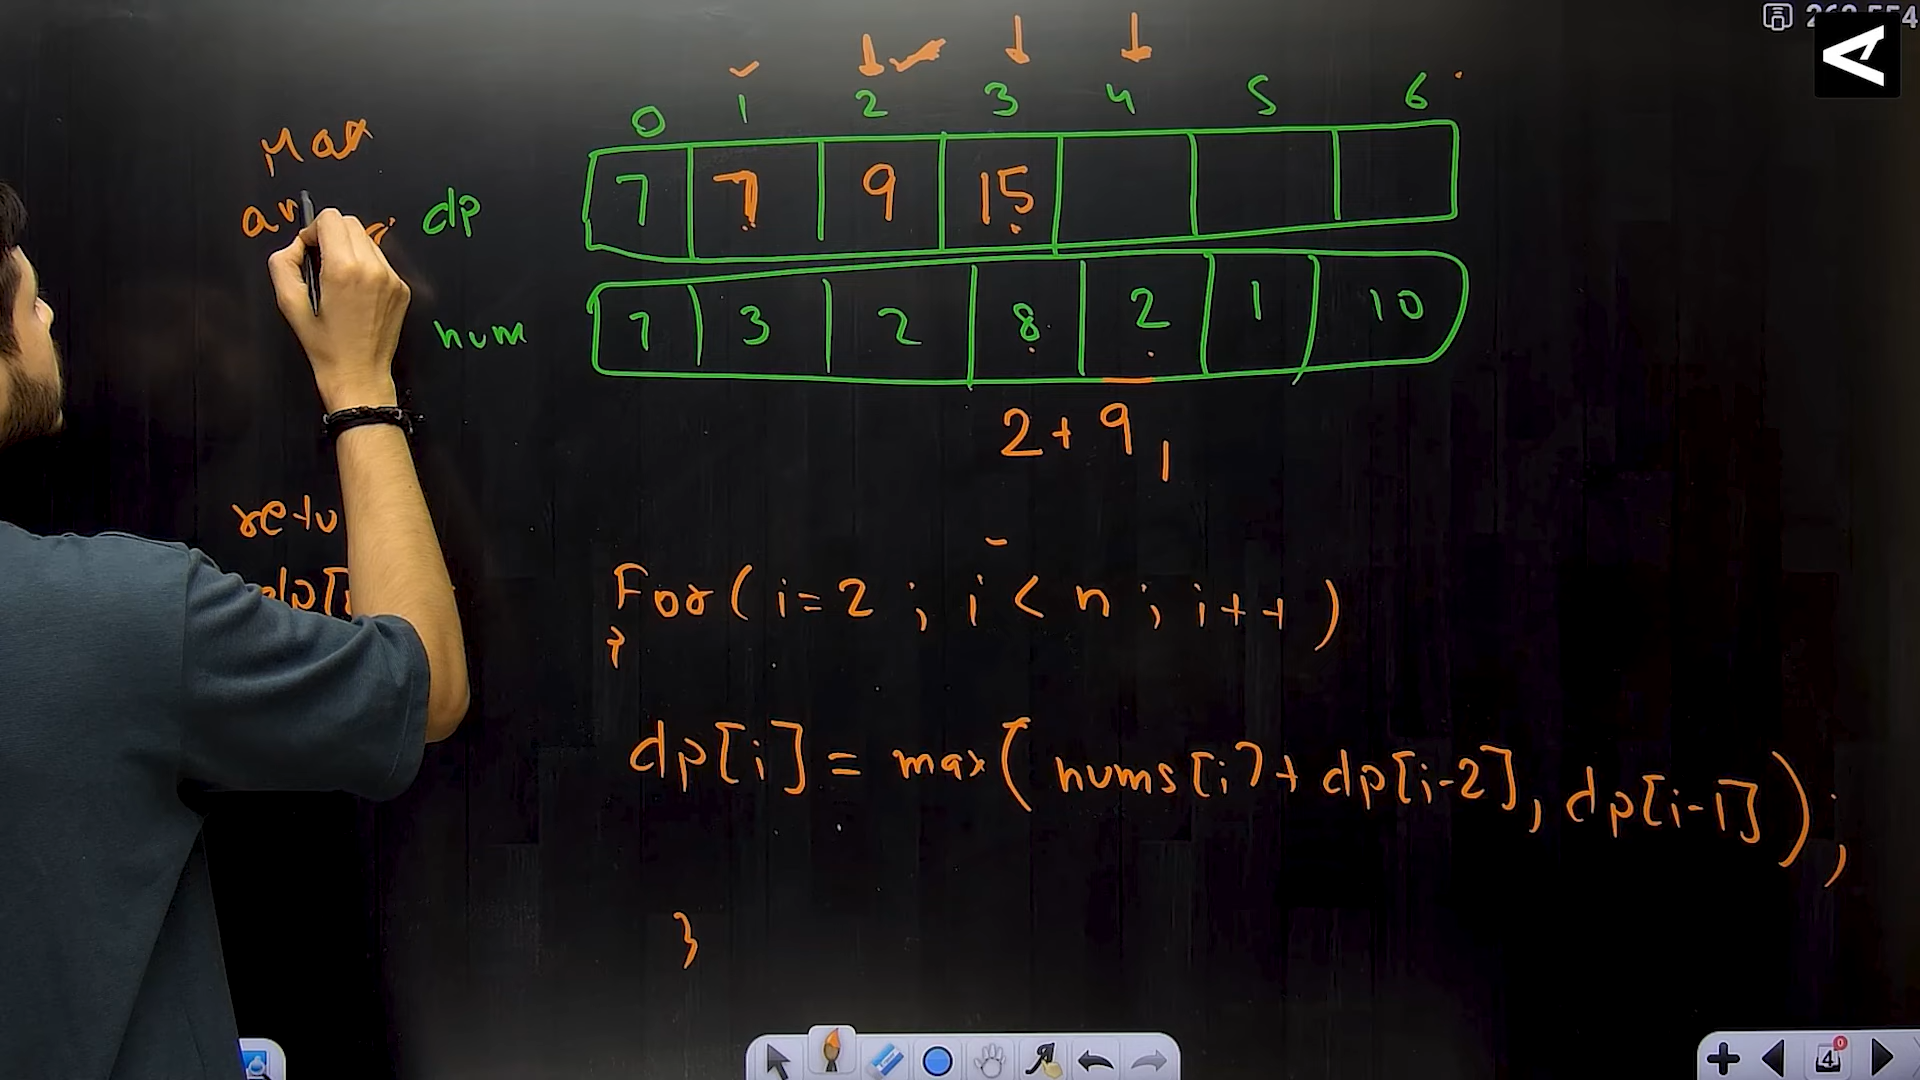 0 1 2 3 4 5 6
Max
dp 7 7 9 15
num 7 3 2 8 2 1 10
2 + 9
For ( i=2 ; i < n ; i++ )
dp[i] = max( nums[i] + dp[i-2], dp[i-1]);
}